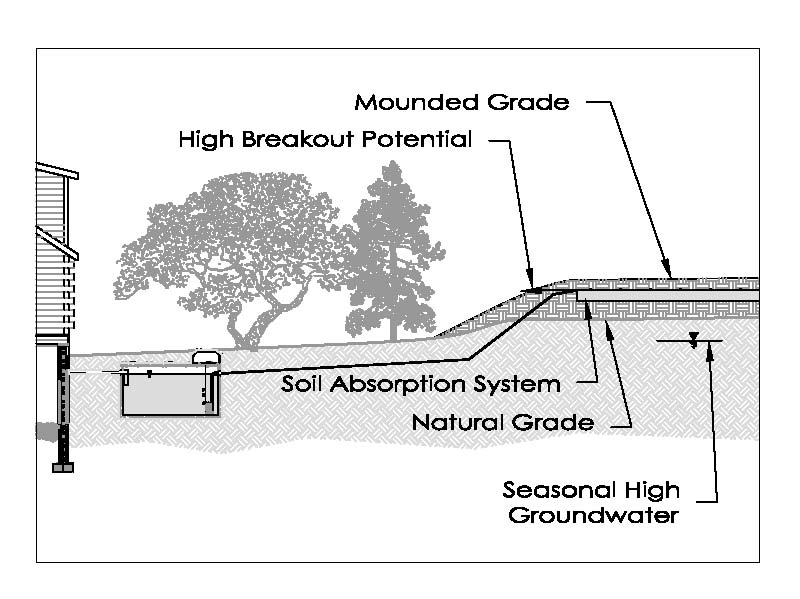 Mounded Grade
High Breakout Potential
Soil Absorption System
Natural Grade
Seasonal High
Groundwater